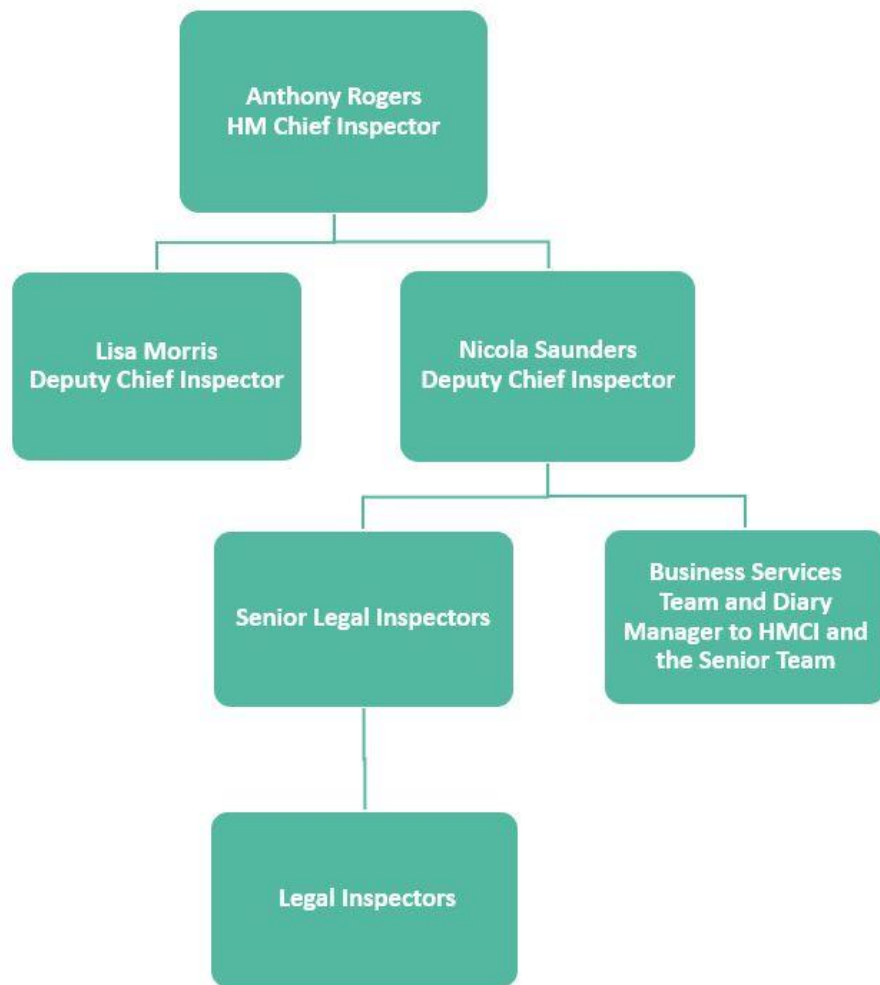 Anthony Rogers
HM Chief Inspector
Lisa Morris
Deputy Chief Inspector
Nicola Saunders
Deputy Chief Inspector
Senior Legal Inspectors
Business Services
Team and Diary
Manager to HMCI and
the Senior Team
Legal Inspectors